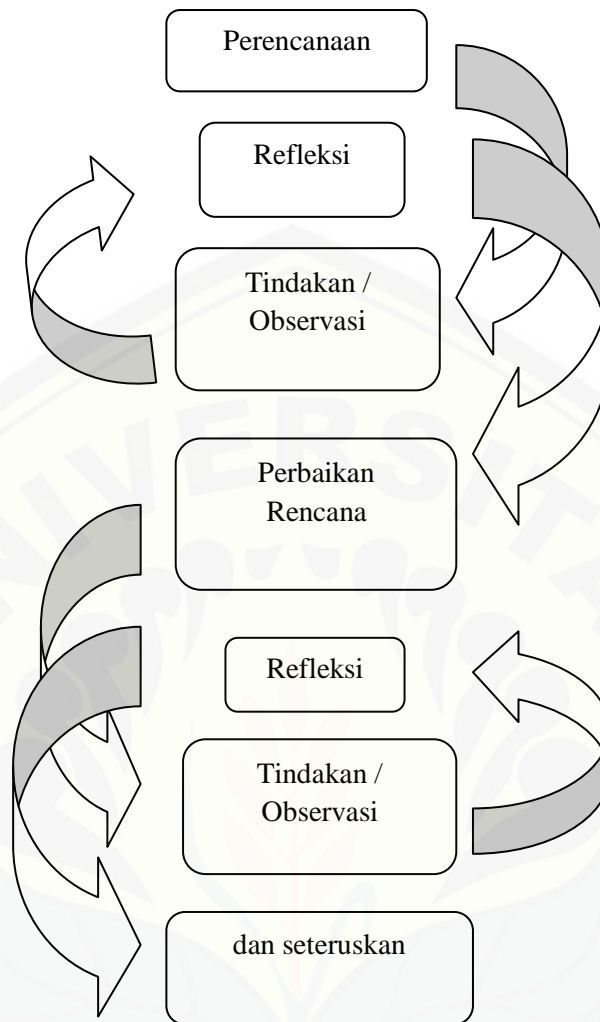 Perencanaan
Refleksi
Tindakan /
Observasi
Perbaikan
Rencana
Refleksi
Tindakan /
Observasi
dan seteruskan